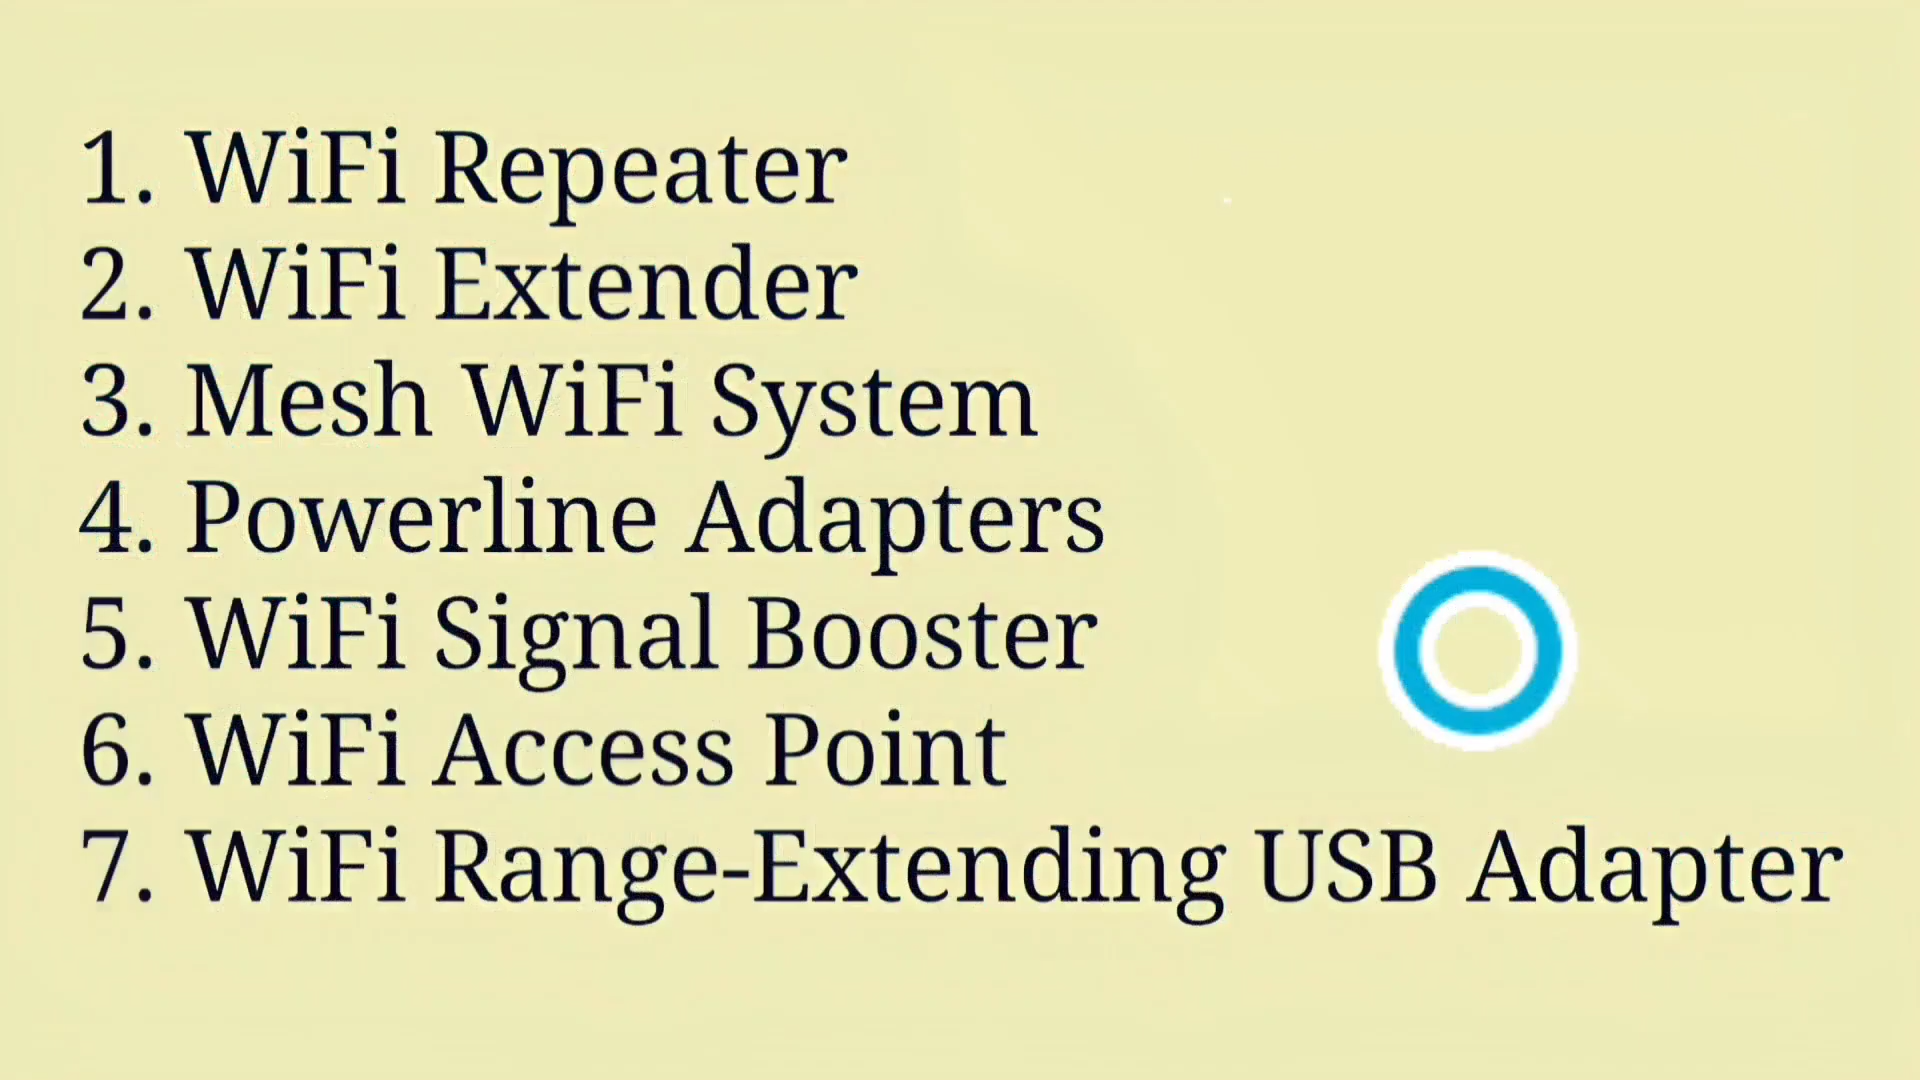 1. WiFi Repeater
2. WiFi Extender
3. Mesh WiFi System
4. Powerline Adapters
5. WiFi Signal Booster
6. WiFi Access Point
7. WiFi Range-Extending USB Adapter